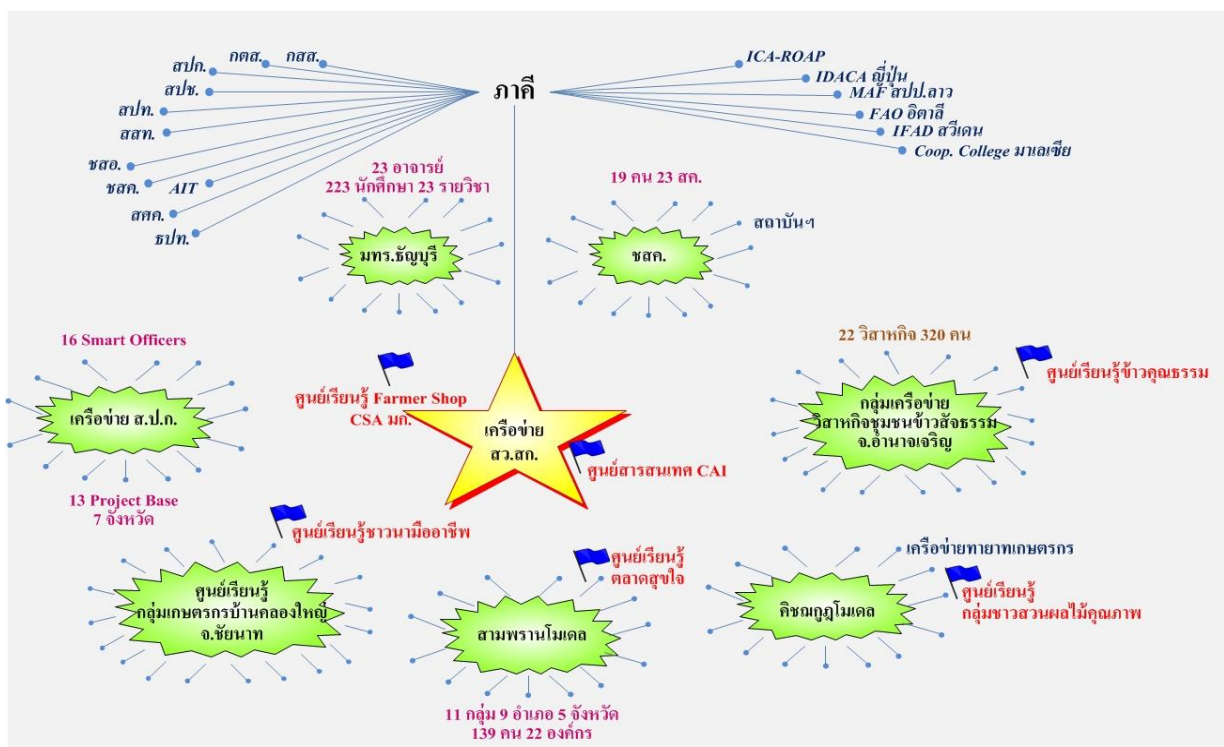 กตส.
กสส.
สปก.
สปช.
สปท.
สสท.
ชสอ.
ชสค.
AIT
สศค.
ธปท.
ภาคี
ICA-ROAP
IDACA ญี่ปุ่น
MAF สปป.ลาว
FAO อิตาลี
IFAD สวีเดน
Coop. College มาเลเซีย
23 อาจารย์
223 นักศึกษา 23 รายวิชา
มทร.ธัญบุรี
19 คน 23 สค.
สถาบันฯ
ชสค.
16 Smart Officers
เครือข่าย ส.ป.ก.
13 Project Base
7 จังหวัด
ศูนย์เรียนรู้ Farmer Shop
CSA มก.
เครือข่าย
สว.สก.
ศูนย์สารสนเทศ CAI
22 วิสาหกิจ 320 คน
ศูนย์เรียนรู้ข้าวคุณธรรม
กลุ่มเครือข่าย
วิสาหกิจชุมชนข้าวสัจธรรม
จ.อำนาจเจริญ
ศูนย์เรียนรู้ชาวนามืออาชีพ
ศูนย์เรียนรู้
กลุ่มเกษตรกรบ้านคลองใหญ่
จ.ชัยนาท
ศูนย์เรียนรู้
ตลาดสุขใจ
สามพรานโมเดล
11 กลุ่ม 9 อำเภอ 5 จังหวัด
139 คน 22 องค์กร
เครือข่ายทายาทเกษตรกร
ศูนย์เรียนรู้
กลุ่มชาวสวนผลไม้คุณภาพ
คิชฌกูฏโมเดล